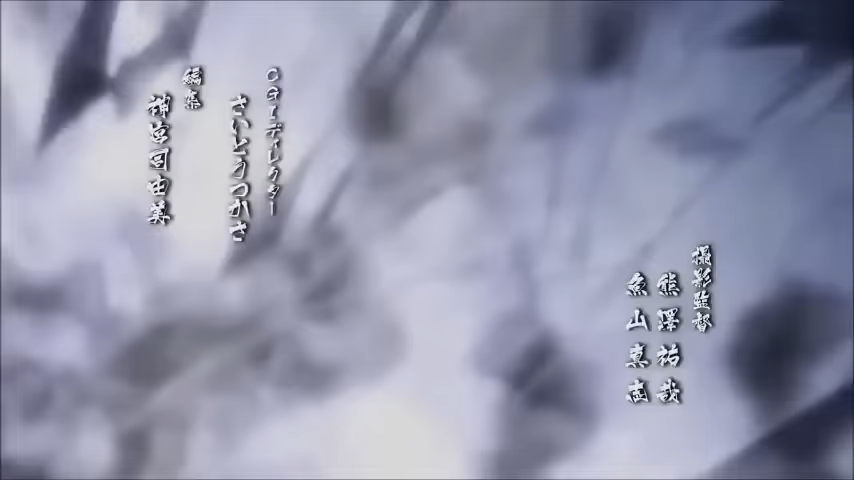 撮影監督
熊澤祐哉
魚山真志
CGIディレクター
さいとうつかさ
編集
神宮司由美